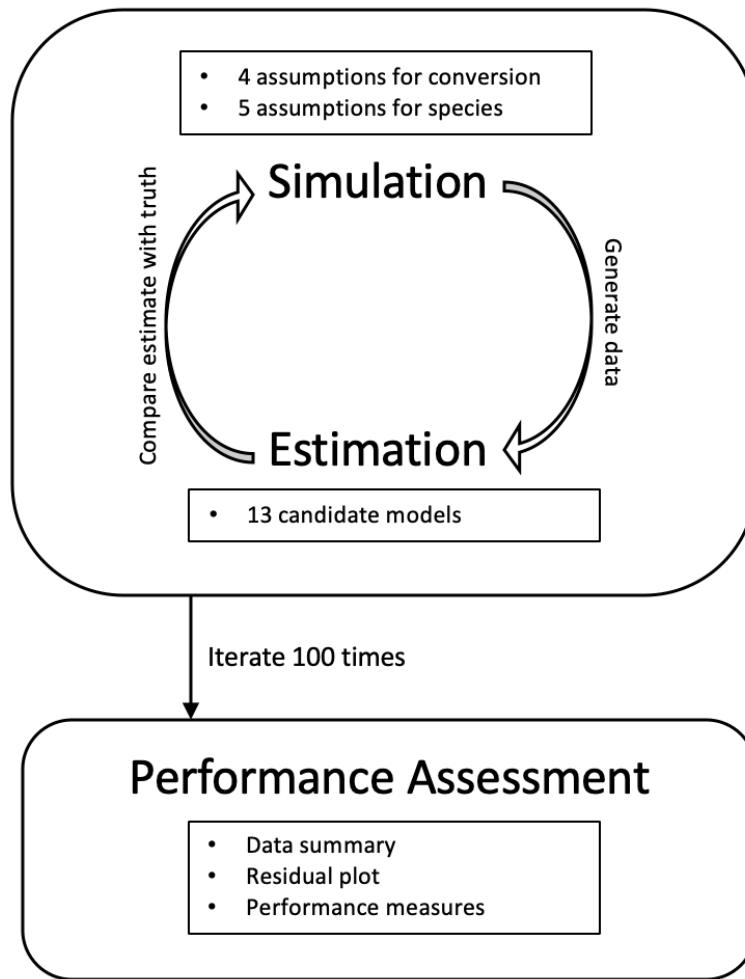 • 4 assumptions for conversion
• 5 assumptions for species
Simulation
Compare estimate with truth
Generate data
Estimation
• 13 candidate models
Iterate 100 times
Performance Assessment
• Data summary
• Residual plot
• Performance measures